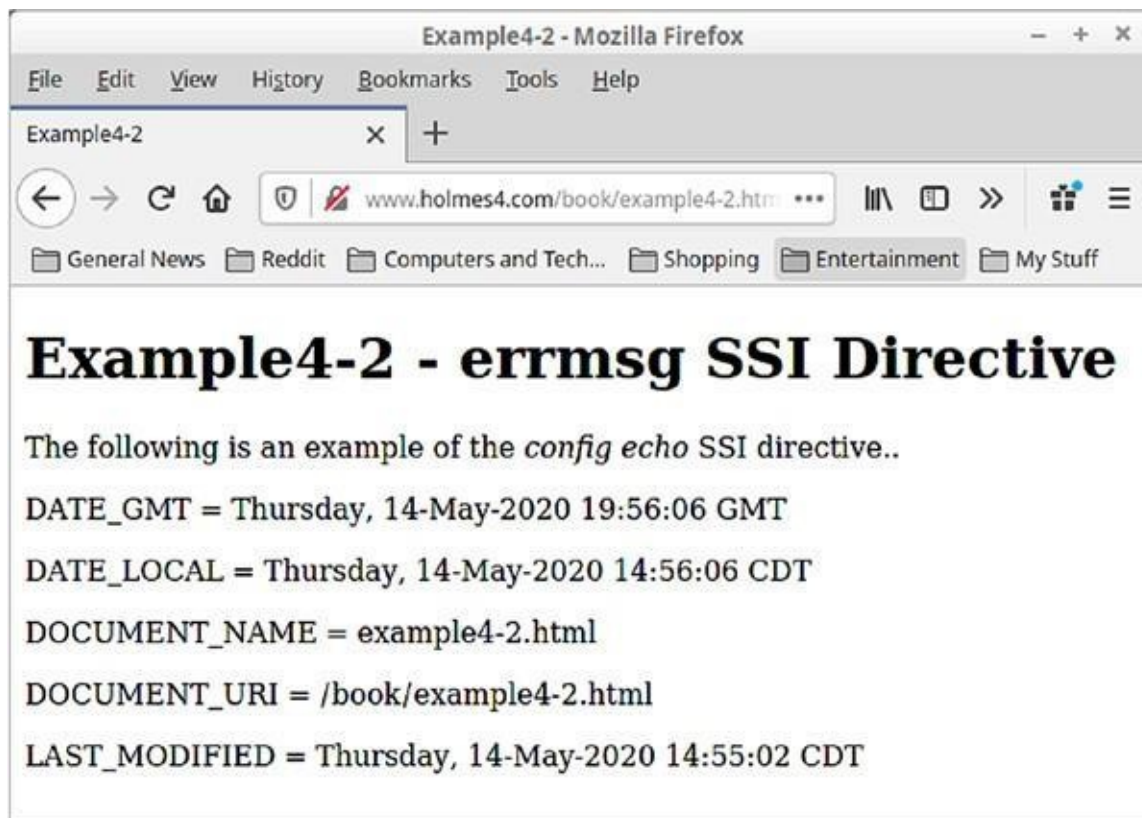 Example4-2 - Mozilla Firefox
File Edit View History Bookmarks Tools Help
Example4-2
www.holmes4.com/book/example4-2.htm
General News Reddit Computers and Tech... Shopping Entertainment My Stuff
Example4-2 - errmsg SSI Directive
The following is an example of the config echo SSI directive..
DATE_GMT = Thursday, 14-May-2020 19:56:06 GMT
DATE_LOCAL = Thursday, 14-May-2020 14:56:06 CDT
DOCUMENT_NAME = example4-2.html
DOCUMENT_URI = /book/example4-2.html
LAST_MODIFIED = Thursday, 14-May-2020 14:55:02 CDT